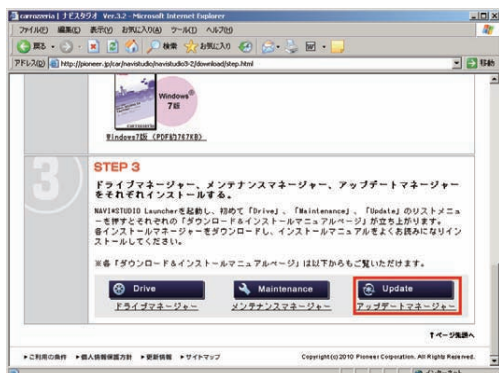 carrozzeria | ナビスタジオ Ver.3.2 - Microsoft Internet Explorer
ファイル(F) 編集(E) 表示(V) お気に入り(A) ツール(T) ヘルプ(H)
戻る 検索 お気に入り
アドレス(D) http://pioneer.jp/car/navistudio/navistudio3-2/download/step.html 移動
Windows®
7版
Windows7版 (PDF形式767KB)
3
STEP 3
ドライブマネージャー、メンテナンスマネージャー、アップデートマネージャー
をそれぞれインストールする。
NAVI*STUDIO Launcherを起動し、初めて「Drive」、「Maintenance」、「Update」のリストメニュ
ーを押すとそれぞれの「ダウンロード&インストールマニュアルページ」が立ち上がります。
各インストールマネージャーをダウンロードし、インストールマニュアルをよくお読みになりイン
ストールしてください。
※各「ダウンロード&インストールマニュアルページ」は以下からもご覧いただけます。
Drive Maintenance Update
ドライブマネージャー メンテナンスマネージャー アップデートマネージャー
↑ページ先頭へ
▶ご利用の条件 ▶個人情報保護方針 ▶更新情報 ▶サイトマップ Copyright(c)2010 Pioneer Corporation. All Rights Reserved.
インターネット